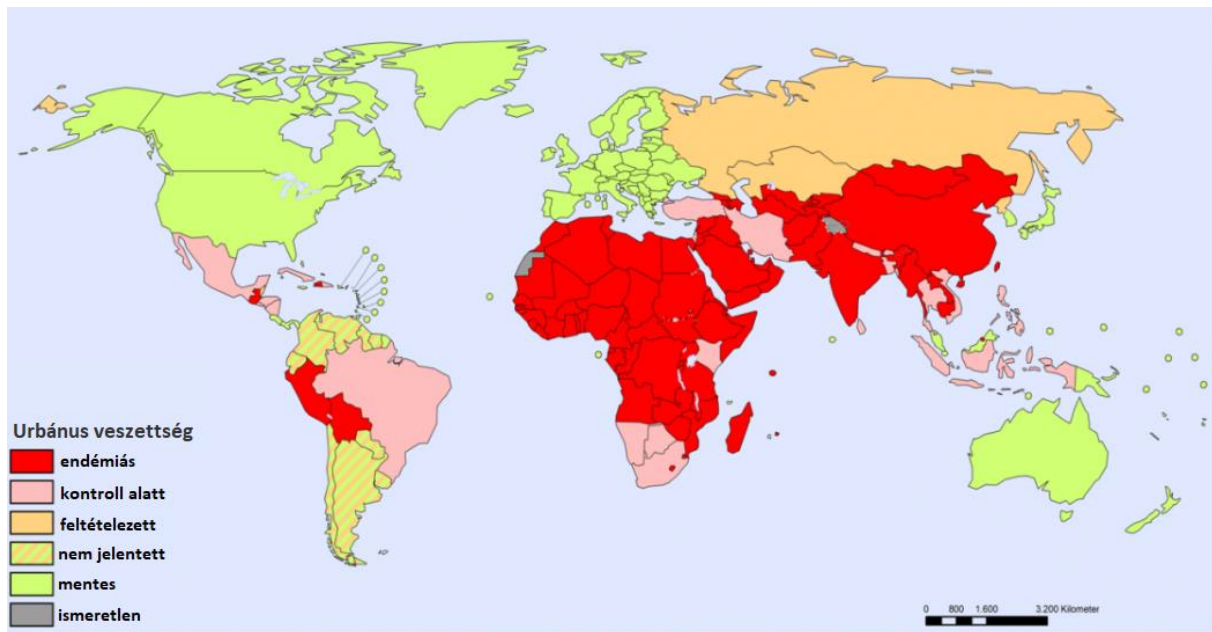 Urbánus veszettség
endémiás
kontroll alatt
feltételezett
nem jelentett
mentes
ismeretlen
0 800 1.600 3.200 Kilometer